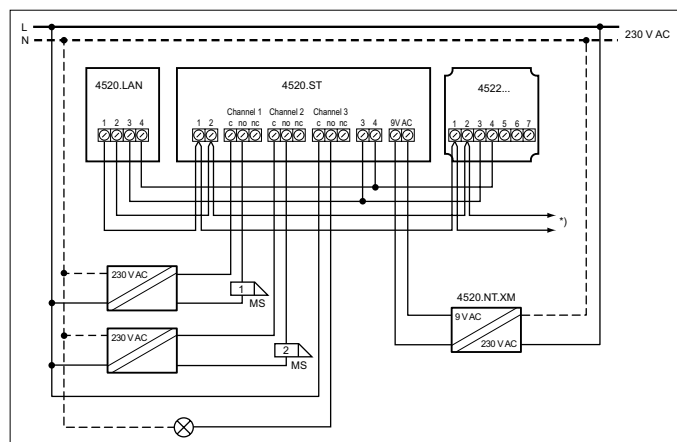 L
N
230 V AC
4520.LAN
4520.ST
4522...
Channel 1 Channel 2 Channel 3
1 2 3 4
1 2 c no nc c no nc c no nc 3 4 9V AC
1 2 3 4 5 6 7
*)
230 V AC
1
MS
4520.NT.XM
9 V AC
230 V AC
230 V AC
2
MS